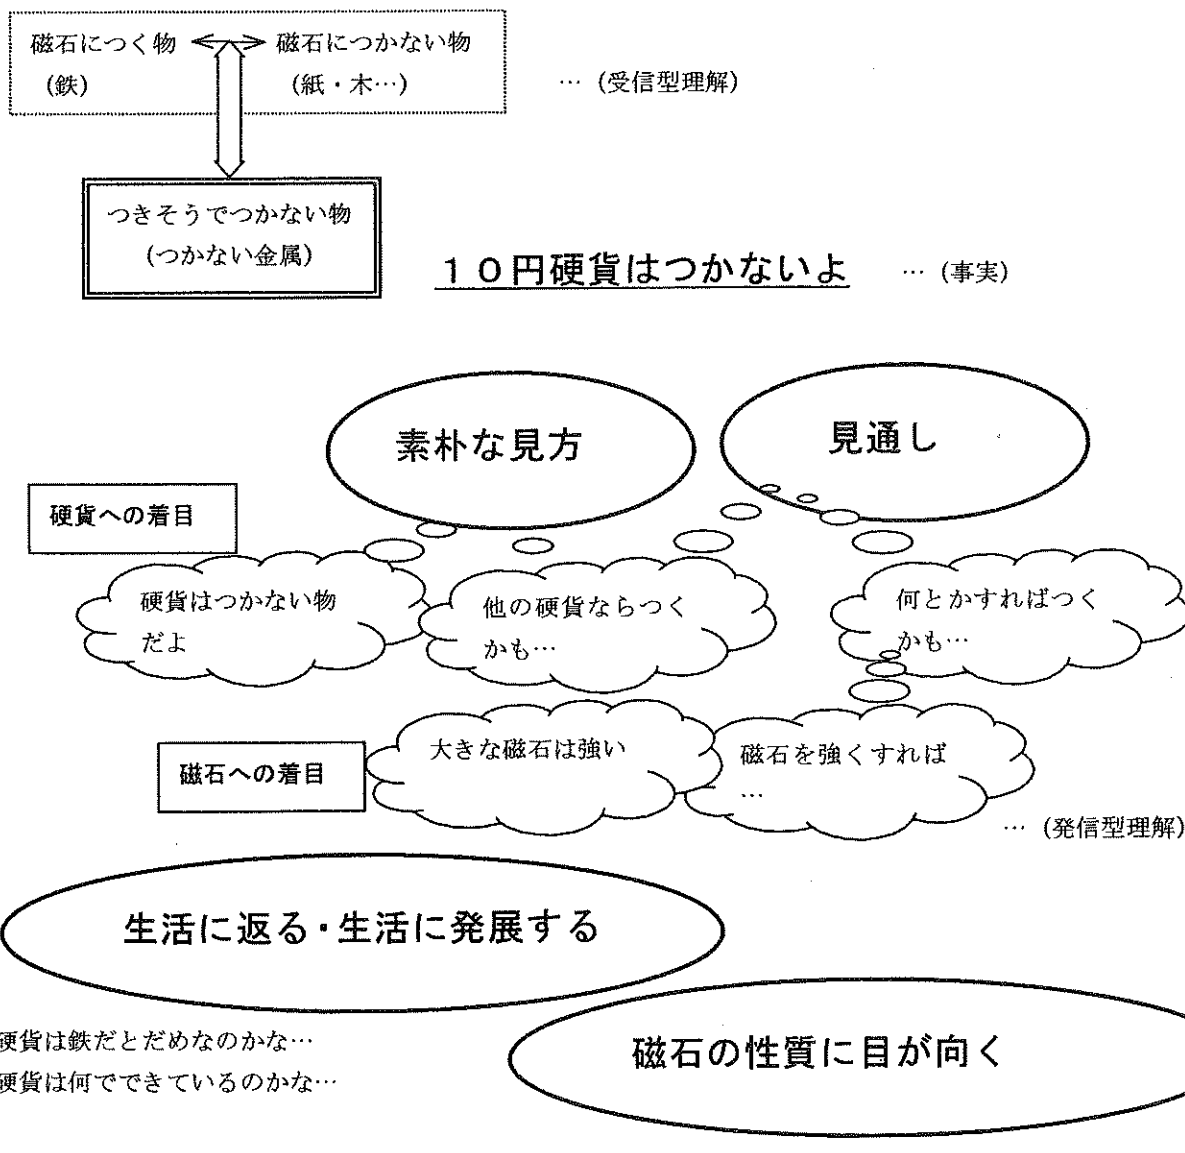 磁石につく物 磁石につかない物
（鉄） （紙・木…） … （受信型理解）
つきそうでつかない物
（つかない金属）
１０円硬貨はつかないよ … （事実）
素朴な見方
見通し
硬貨への着目
硬貨はつかない物
だよ
他の硬貨ならつく
かも…
何とかすればつく
かも…
磁石への着目
大きな磁石は強い
磁石を強くすれば
…
… （発信型理解）
生活に返る・生活に発展する
硬貨は鉄だとだめなのかな…
硬貨は何でできているのかな…
磁石の性質に目が向く